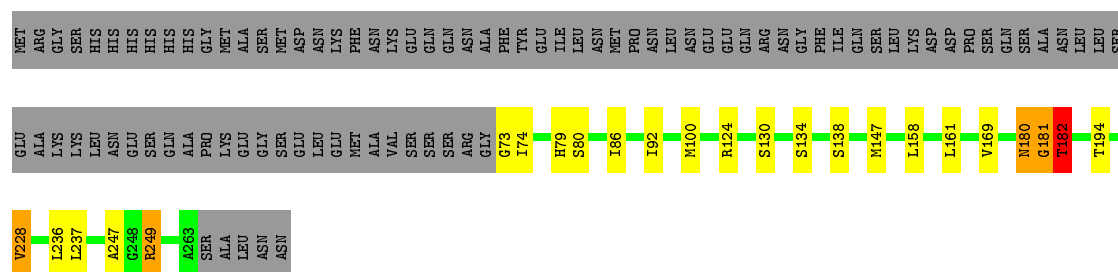 MET ARG GLY SER HIS HIS HIS HIS HIS HIS GLY MET ALA SER MET ASP ASN LYS PHE ASN LYS GLU GLN GLN ASN ALA PHE TYR GLU ILE LEU ASN MET PRO ASN LEU ASN GLU GLU GLN ARG ASN GLY PHE ILE GLN SER LEU LYS ASP ASP PRO SER GLN SER ALA ASN LEU LEU SER
GLU ALA LYS LYS LEU ASN GLU SER GLN ALA PRO LYS GLU GLY SER GLU LEU GLU MET ALA VAL SER SER SER ARG GLY G73 I74 H79 S80 I86 I92 M100 R124 S130 S134 S138 M147 L158 L161 V169 N180 G181 T182 T194
V228 L236 L237 A247 G248 R249 A263 SER ALA LEU ASN ASN